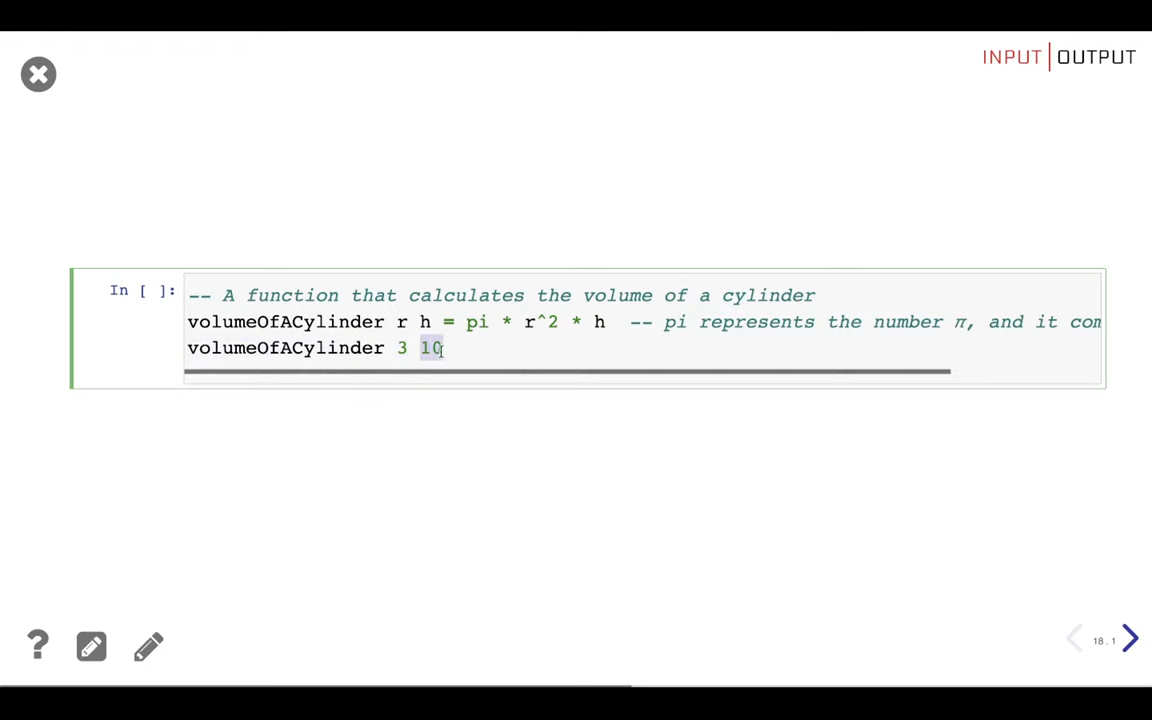 INPUT|OUTPUT
In [ ]:
-- A function that calculates the volume of a cylinder
volumeOfACylinder r h = pi * r^2 * h  -- pi represents the number π, and it com
volumeOfACylinder 3 10
?
18.1